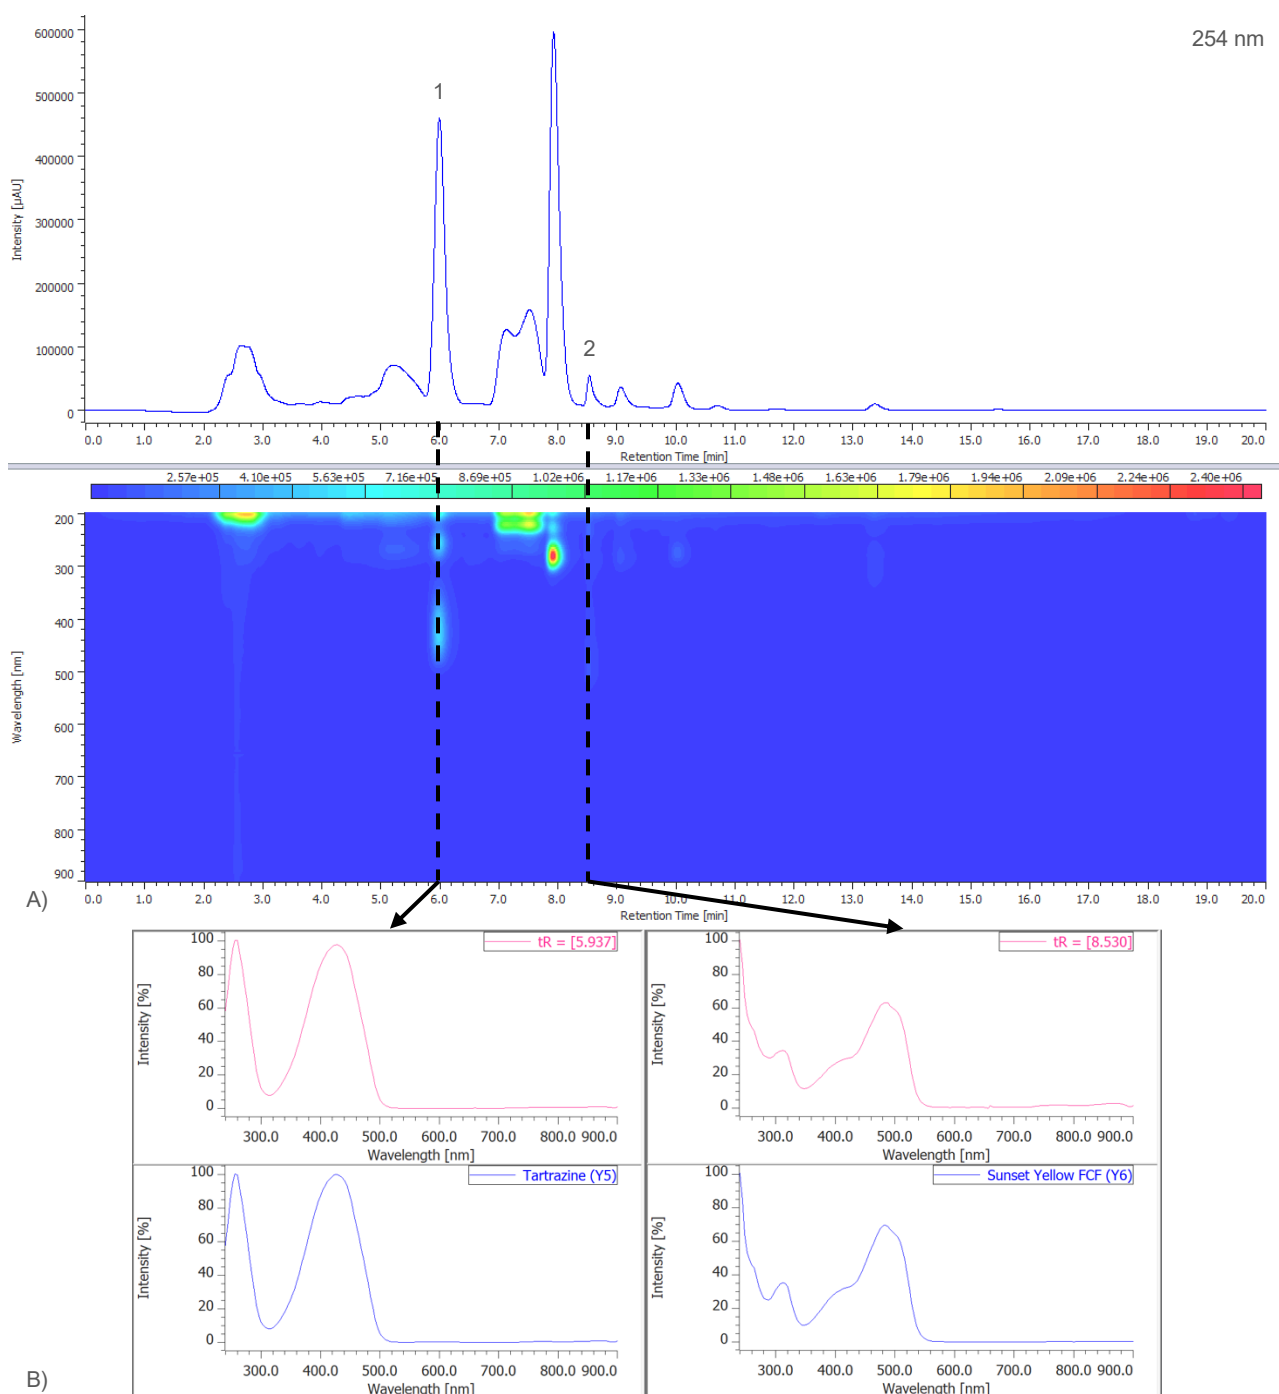 254 nm
600000
500000
400000
300000
200000
100000
0
Intensity [µAU]
1
2
0.0 1.0 2.0 3.0 4.0 5.0 6.0 7.0 8.0 9.0 10.0 11.0 12.0 13.0 14.0 15.0 16.0 17.0 18.0 19.0 20.0
Retention Time [min]
2.57e+05 4.10e+05 5.63e+05 7.16e+05 8.69e+05 1.02e+06 1.17e+06 1.33e+06 1.48e+06 1.63e+06 1.79e+06 1.94e+06 2.09e+06 2.24e+06 2.40e+06
200
300
400
500
600
700
800
900
Wavelength [nm]
0.0 1.0 2.0 3.0 4.0 5.0 6.0 7.0 8.0 9.0 10.0 11.0 12.0 13.0 14.0 15.0 16.0 17.0 18.0 19.0 20.0
Retention Time [min]
A)
tR = [5.937]
100
80
60
40
20
0
Intensity [%]
300.0 400.0 500.0 600.0 700.0 800.0 900.0
Wavelength [nm]
tR = [8.530]
100
80
60
40
20
0
Intensity [%]
300.0 400.0 500.0 600.0 700.0 800.0 900.0
Wavelength [nm]
Tartrazine (Y5)
100
80
60
40
20
0
Intensity [%]
300.0 400.0 500.0 600.0 700.0 800.0 900.0
Wavelength [nm]
Sunset Yellow FCF (Y6)
100
80
60
40
20
0
Intensity [%]
300.0 400.0 500.0 600.0 700.0 800.0 900.0
Wavelength [nm]
B)